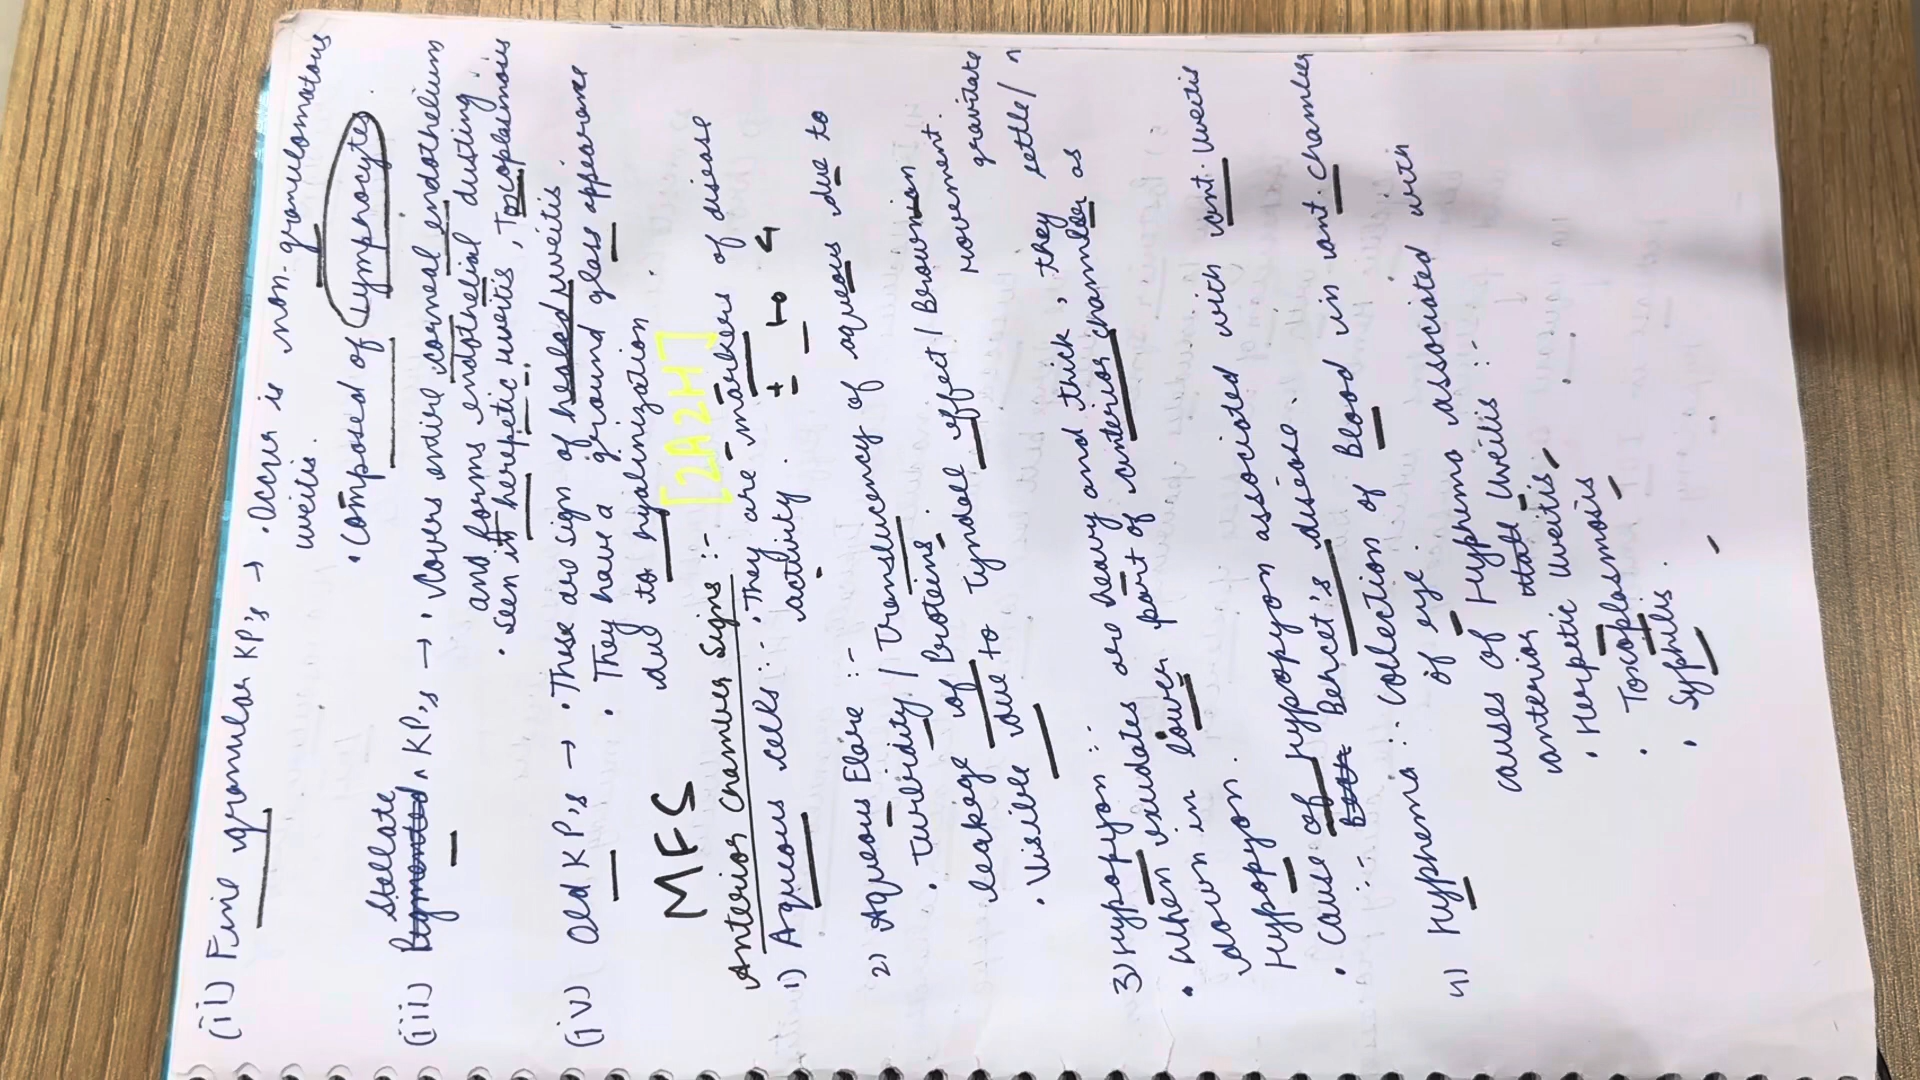 (ii) Fine granular KP's → · Occur is non-granulomatous
uveitis.
· Composed of lymphocytes.
Stellate
(iii) Pigmented KP's → · Covers entire corneal endothelium
and forms endothelial dusting.
· seen in herpetic uveitis, Toxoplasmosis
(iv) Old KP's → · These are sign of healed uveitis
· They have a ground glass appearance
due to hyalinization.
MFS [2A2H]
Anterior Chamber Signs :-
1) Aqueous cells :- · They are markers of disease
activity. + to 4
2) Aqueous Flare :-
· Turbidity / Translucency of aqueous due to
leakage of Proteins.
· Visible due to Tyndall effect / Brownian
Movement.
3) Hypopyon :-
gravitate
· When exudates are heavy and thick, they settle / ^
down in lower part of anterior chamber as
Hypopyon.
· Cause of Hypopyon associated with ant. uveitis
:- Behcet's disease.
4) Hyphema :- Collection of Blood in ant. chamber
of eye.
causes of Hyphema associated with
anterior uveitis :-
· Herpetic uveitis
· Toxoplasmosis
· Syphilis.